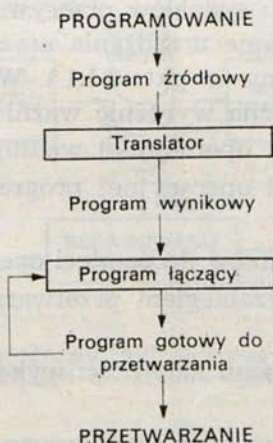 PROGRAMOWANIE
Program źródłowy
Translator
Program wynikowy
Program łączący
Program gotowy do
przetwarzania
PRZETWARZANIE